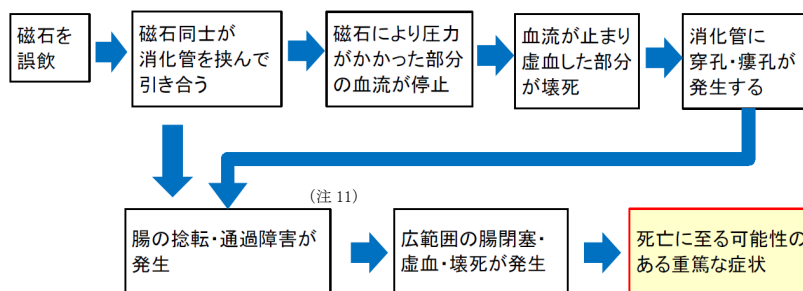 磁石を
誤飲
磁石同士が
消化管を挟んで
引き合う
磁石により圧力
がかかった部分
の血流が停止
血流が止まり
虚血した部分
が壊死
消化管に
穿孔・瘻孔が
発生する
(注 11)
腸の捻転・通過障害が
発生
広範囲の腸閉塞・
虚血・壊死が発生
死亡に至る可能性の
ある重篤な症状